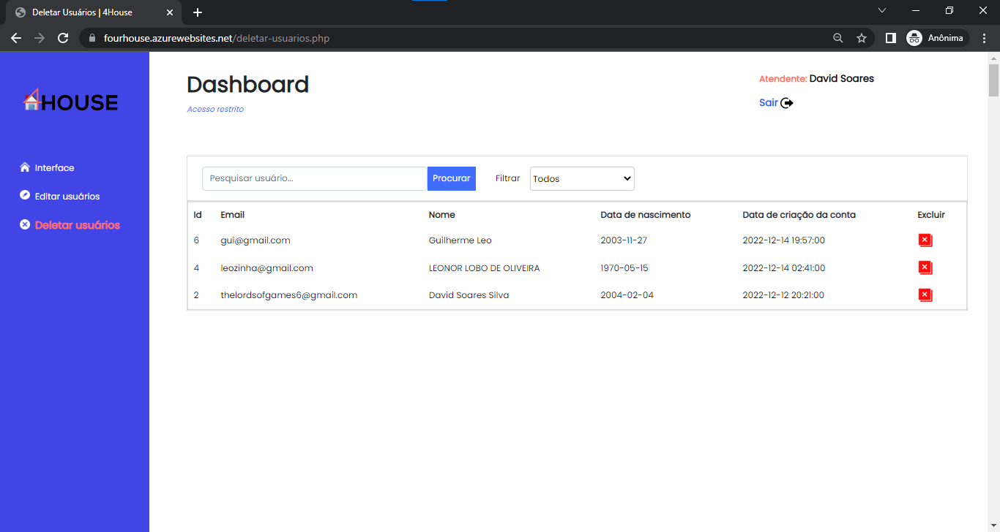 Deletar Usuários | 4House
fourhouse.azurewebsites.net/deletar-usuarios.php
Anônima
4HOUSE
Interface
Editar usuários
Deletar usuários
Dashboard
Acesso restrito
Atendente: David Soares
Sair
Pesquisar usuário... Procurar Filtrar Todos
Id Email Nome Data de nascimento Data de criação da conta Excluir
6 gui@gmail.com Guilherme Leo 2003-11-27 2022-12-14 19:57:00
4 leozinha@gmail.com LEONOR LOBO DE OLIVEIRA 1970-05-15 2022-12-14 02:41:00
2 thelordsofgames6@gmail.com David Soares Silva 2004-02-04 2022-12-12 20:21:00